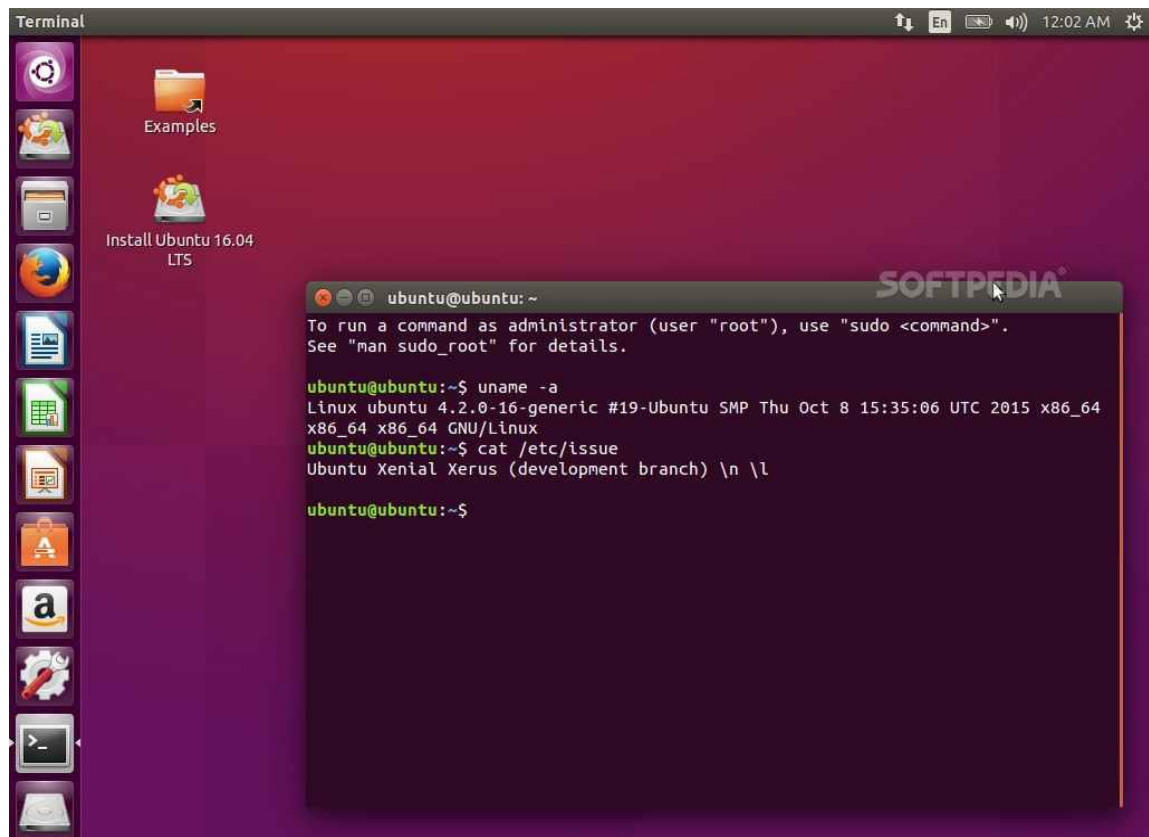 Terminal
En
12:02 AM
Examples
Install Ubuntu 16.04
LTS
SOFTPEDIA®
ubuntu@ubuntu: ~
To run a command as administrator (user "root"), use "sudo <command>".
See "man sudo_root" for details.
ubuntu@ubuntu:~$ uname -a
Linux ubuntu 4.2.0-16-generic #19-Ubuntu SMP Thu Oct 8 15:35:06 UTC 2015 x86_64
x86_64 x86_64 GNU/Linux
ubuntu@ubuntu:~$ cat /etc/issue
Ubuntu Xenial Xerus (development branch) \n \l
ubuntu@ubuntu:~$
a
>_